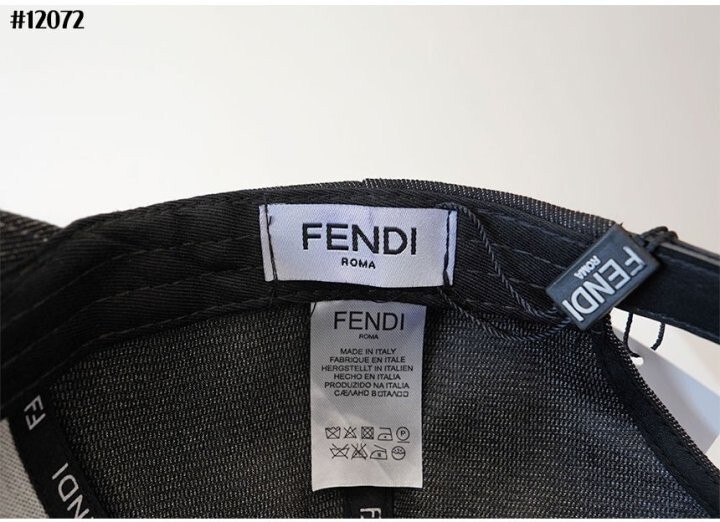 #12072
FENDI
ROMA
FENDI
ROMA
FENDI
ROMA
MADE IN ITALY
FABRIQUE EN ITALIE
HERGESTELLT IN ITALIEN
HECHO EN ITALIA
PRODUZIDO NA ITALIA
FF
FENDI